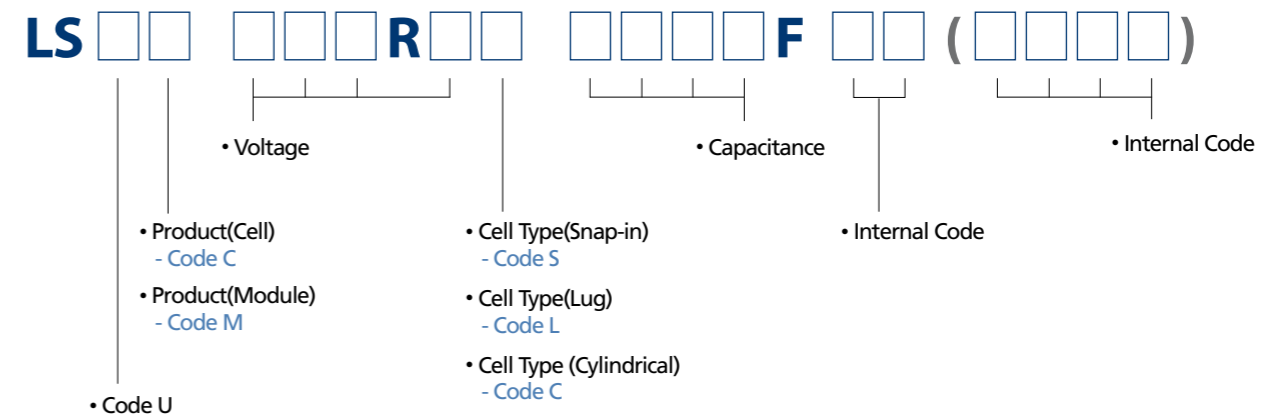 LS□□ □□□R□□ □□□□F □□ (□□□□)
• Voltage
• Capacitance
• Internal Code
• Product(Cell)
- Code C
• Product(Module)
- Code M
• Cell Type(Snap-in)
- Code S
• Cell Type(Lug)
- Code L
• Cell Type (Cylindrical)
- Code C
• Internal Code
• Code U